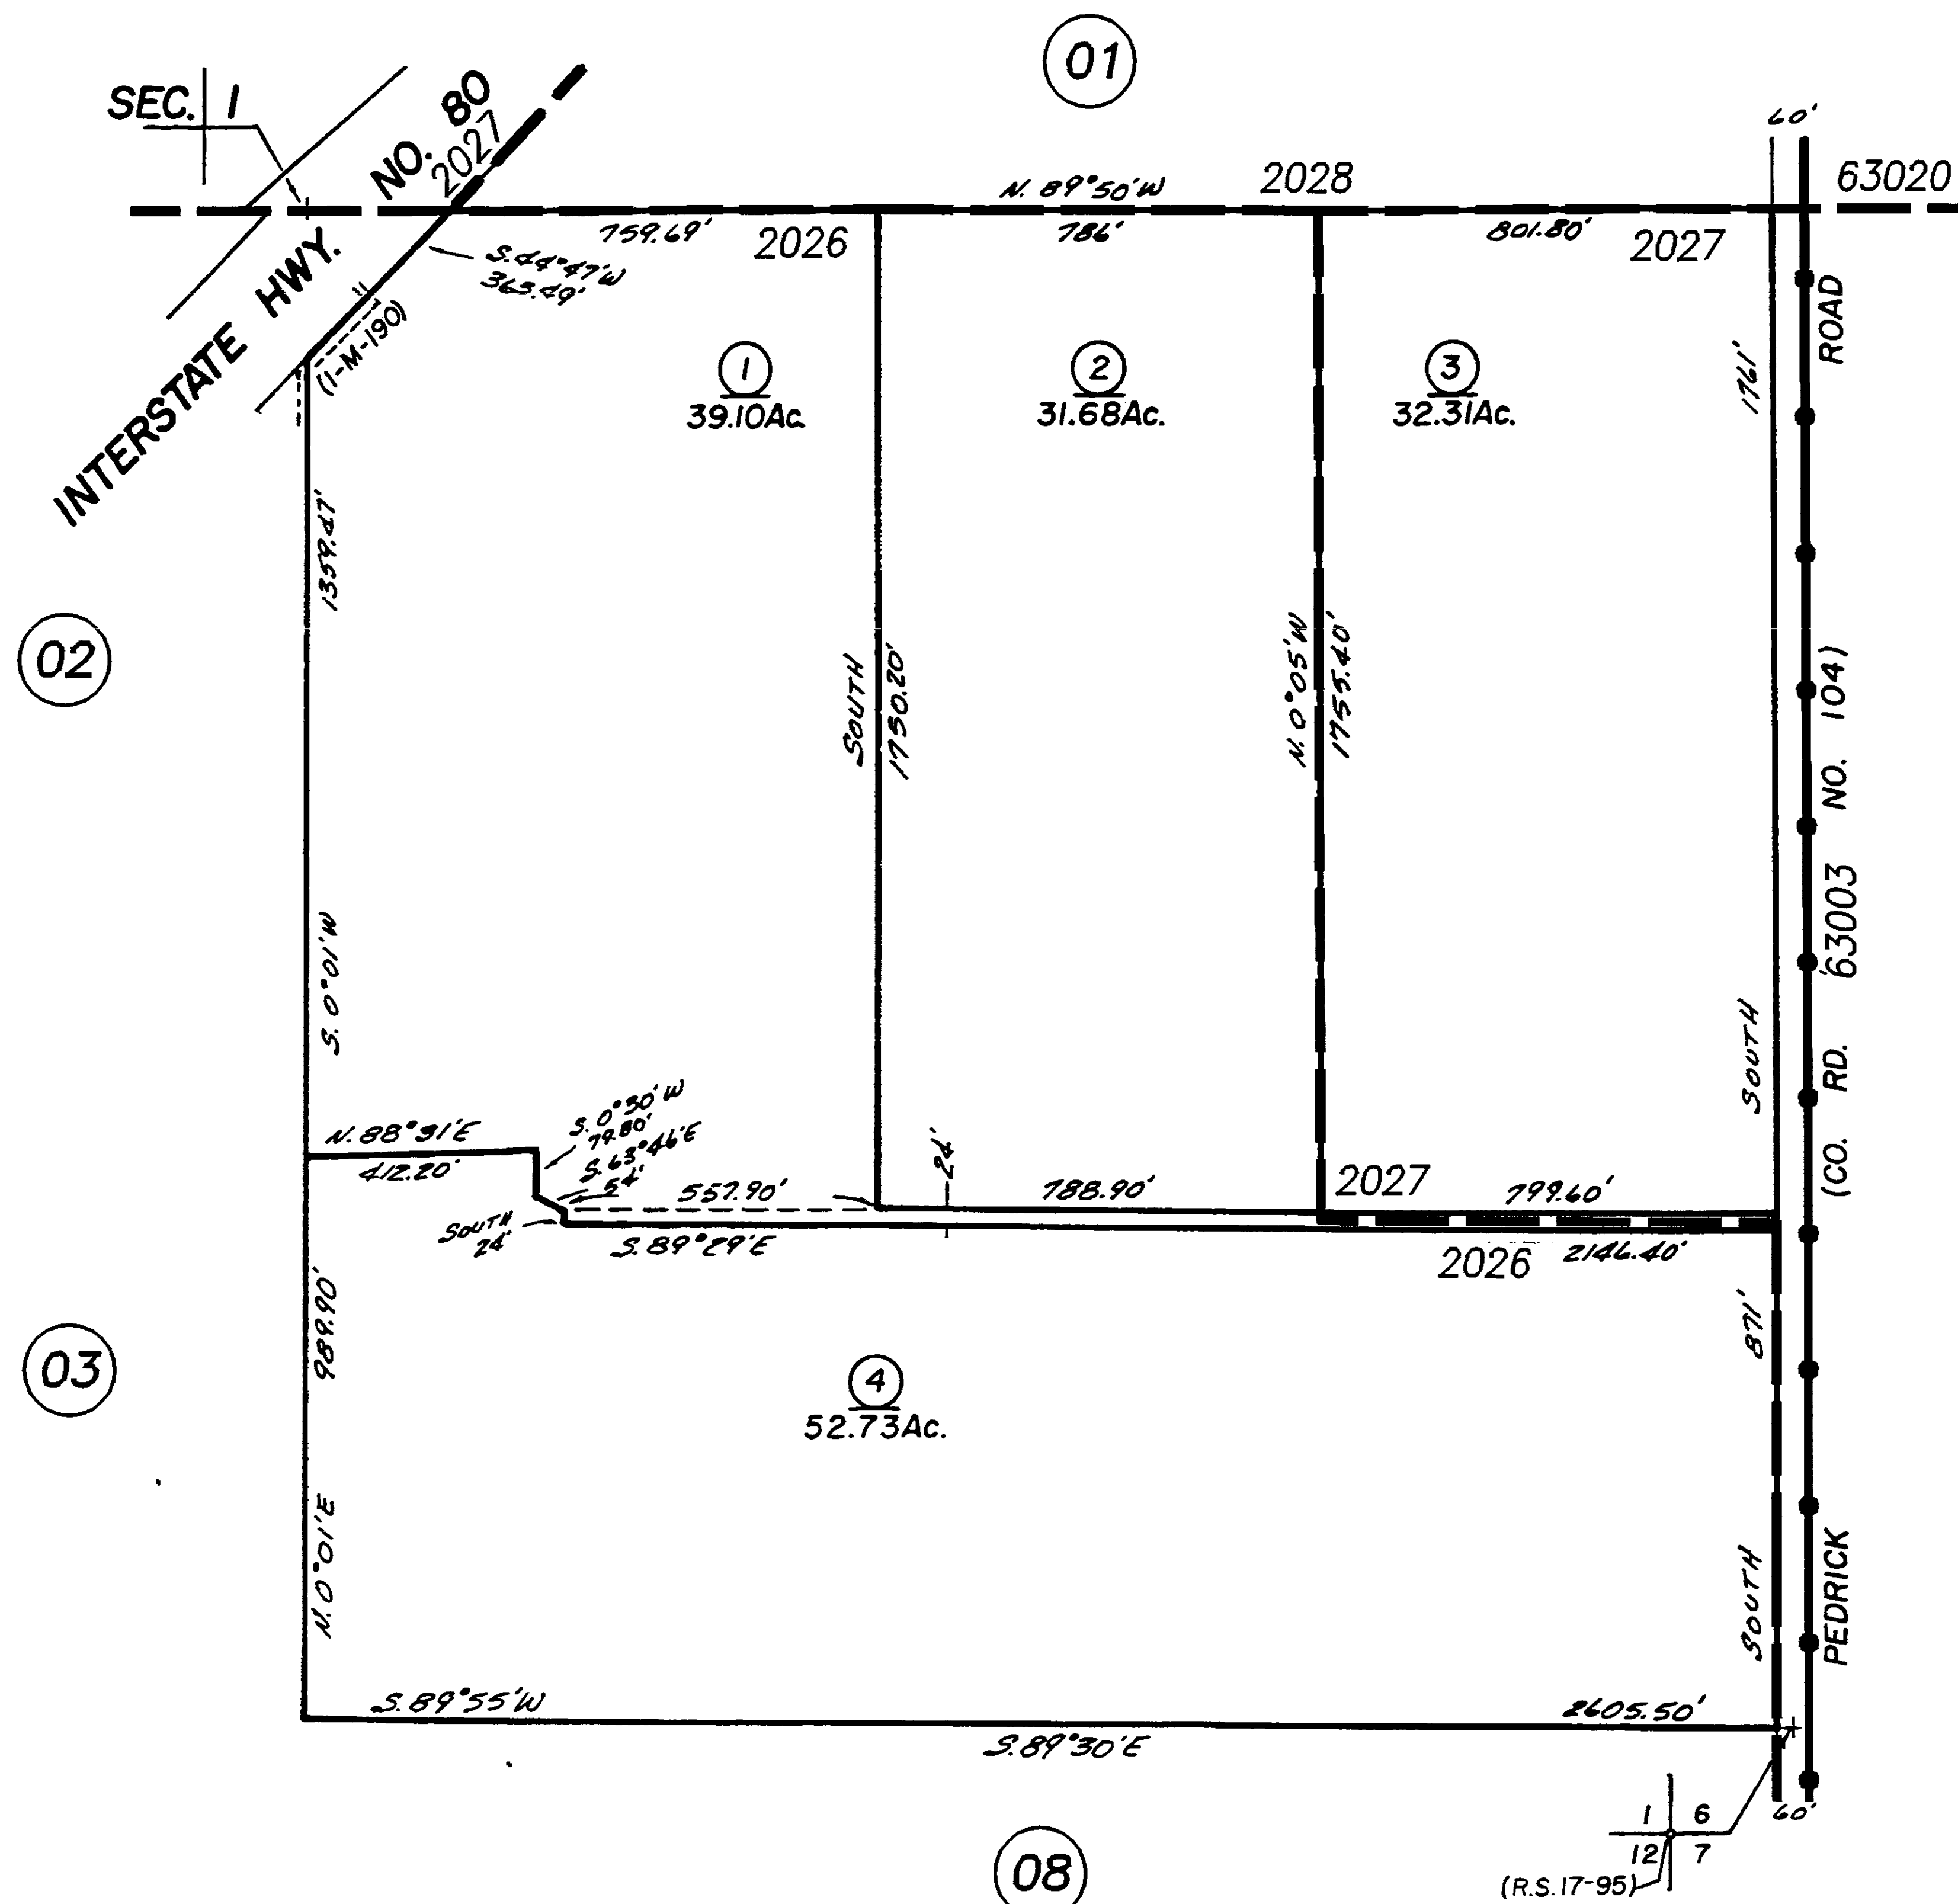 01
SEC. 1
INTERSTATE HWY. NO. 80
2027
60'
63020
N. 89°50'W
2028
759.69'
2026
786'
801.80'
2027
S. 44°47'W
363.49'
(1-M-190)
1
39.10Ac.
2
31.68Ac.
3
32.31Ac.
1761'
1359.47'
02
SOUTH
1750.20'
N. 0°05'W
1755.40'
S. 0°01'W
SOUTH
PEDRICK ROAD
(CO. RD. NO. 104)
63003
N. 88°31'E
412.20'
S. 0°30'W
79.80'
S. 63°46'E
54'
557.90'
24'
788.90'
2027
799.60'
SOUTH
24'
S. 89°29'E
2026
2146.40'
989.90'
871'
03
4
52.73Ac.
N. 0°01'E
SOUTH
S. 89°55'W
2605.50'
S. 89°30'E
60'
1 6
12 7
(R.S. 17-95)
08